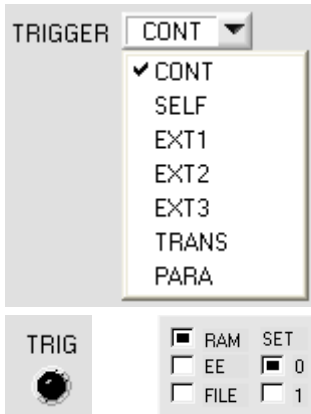 TRIGGER CONT
CONT
SELF
EXT1
EXT2
EXT3
TRANS
PARA
TRIG
RAM SET
EE 0
FILE 1